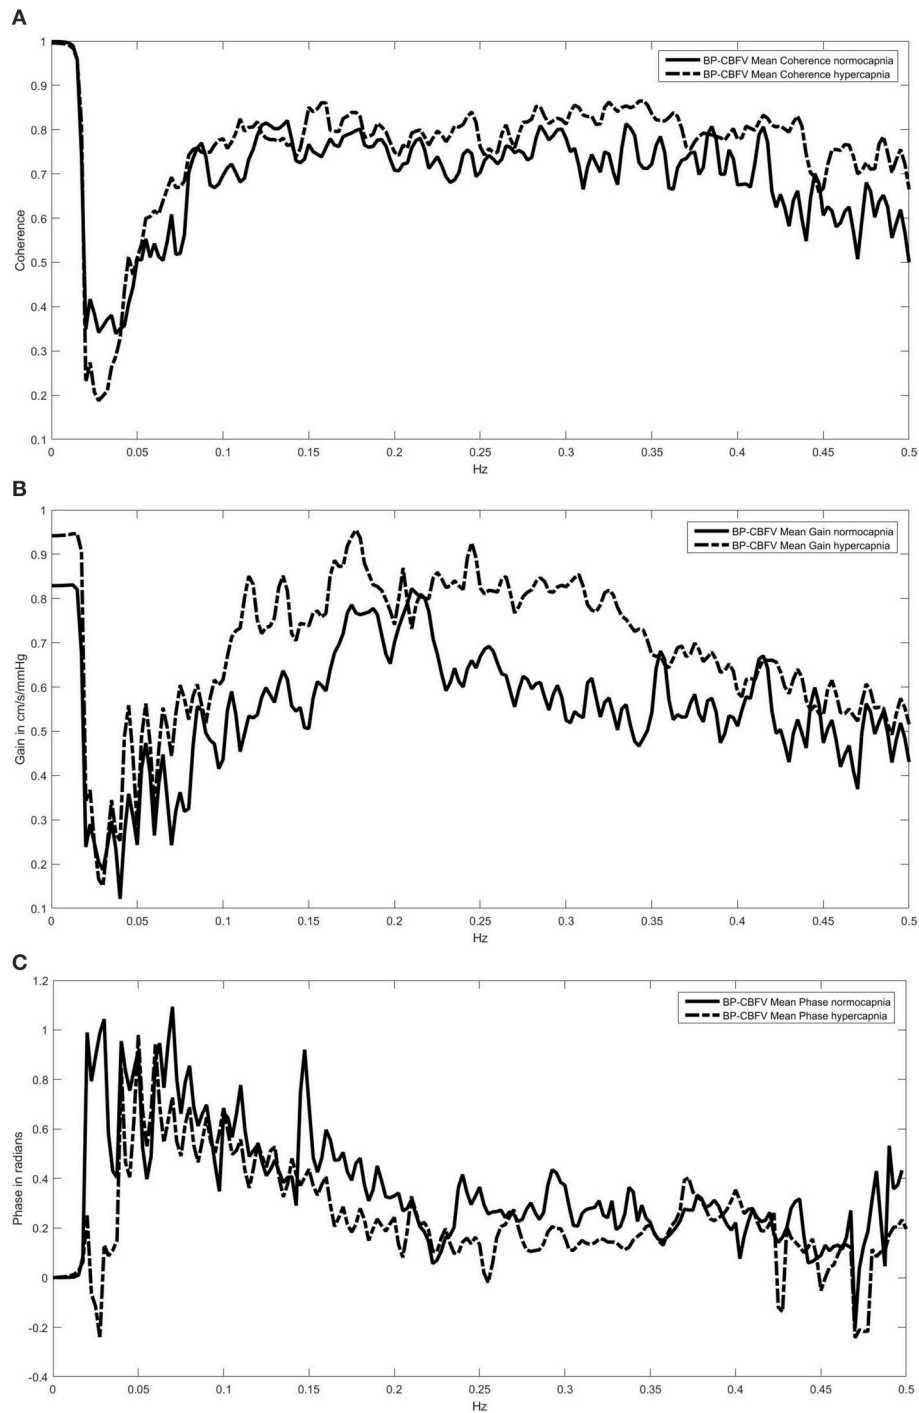 A
1
0.9
0.8
0.7
0.6
0.5
0.4
0.3
0.2
0.1
Coherence
BP-CBFV Mean Coherence normocapnia
BP-CBFV Mean Coherence hypercapnia
0 0.05 0.1 0.15 0.2 0.25 0.3 0.35 0.4 0.45 0.5
Hz
B
1
0.9
0.8
0.7
0.6
0.5
0.4
0.3
0.2
0.1
Gain in cm/s/mmHg
BP-CBFV Mean Gain normocapnia
BP-CBFV Mean Gain hypercapnia
0 0.05 0.1 0.15 0.2 0.25 0.3 0.35 0.4 0.45 0.5
Hz
C
1.2
1
0.8
0.6
0.4
0.2
0
-0.2
-0.4
Phase in radians
BP-CBFV Mean Phase normocapnia
BP-CBFV Mean Phase hypercapnia
0 0.05 0.1 0.15 0.2 0.25 0.3 0.35 0.4 0.45 0.5
Hz